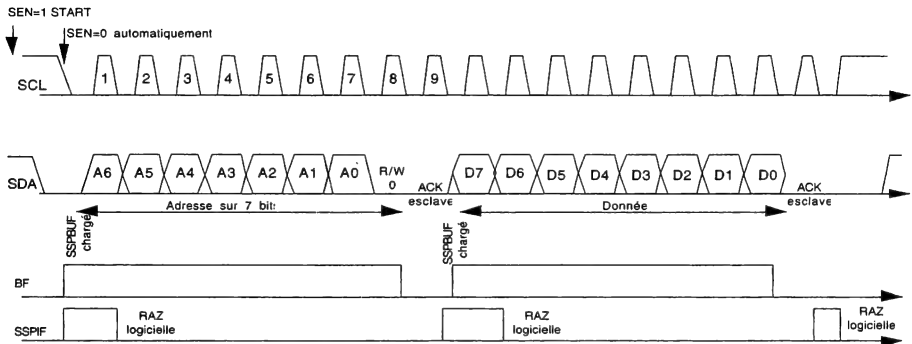 SEN=1 START
SEN=0 automatiquement
SCL
1 2 3 4 5 6 7 8 9
SDA
A6 A5 A4 A3 A2 A1 A0 R/W 0 ACK esclave D7 D6 D5 D4 D3 D2 D1 D0 ACK esclave
Adresse sur 7 bits
Donnée
SSPBUF chargé
SSPBUF chargé
BF
SSPIF
RAZ logicielle
RAZ logicielle
RAZ logicielle